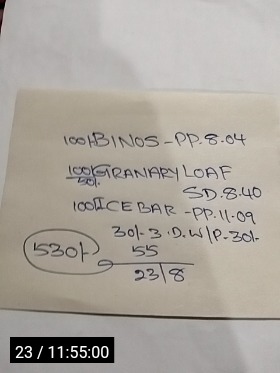 100/- BINOS - PP. 8.04
100/- GRANARY LOAF
50/-
SD. 8.40
100/- ICE BAR - PP. 11.09
30/- 3. D. W/P. 30/-
530/- 55
23/8
23 / 11:55:00